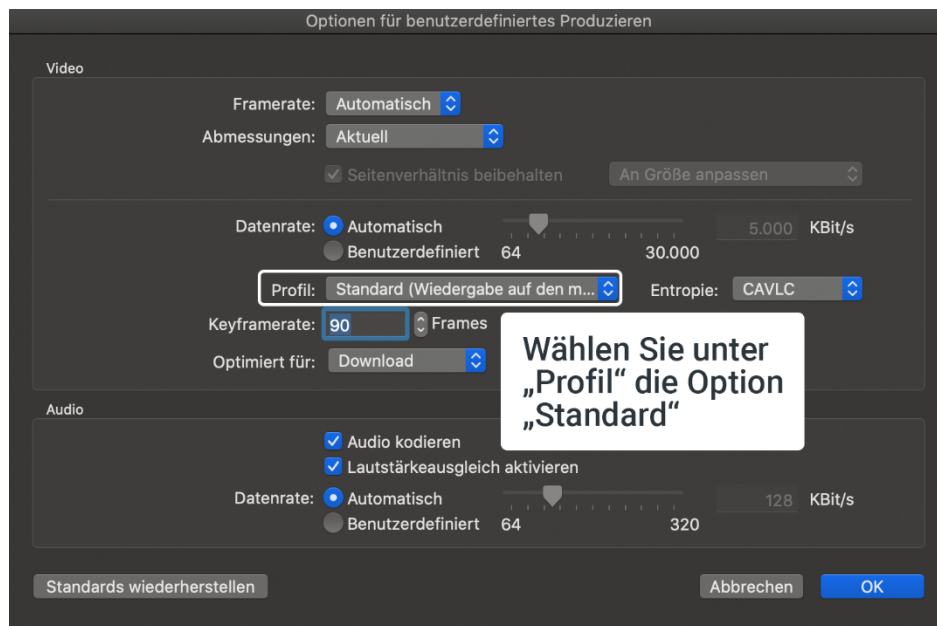 Optionen für benutzerdefiniertes Produzieren
Video
Framerate: Automatisch
Abmessungen: Aktuell
Seitenverhältnis beibehalten An Größe anpassen
Datenrate: Automatisch 5.000 KBit/s
Benutzerdefiniert 64 30.000
Profil: Standard (Wiedergabe auf den m... Entropie: CAVLC
Keyframerate: 90 Frames
Optimiert für: Download
Wählen Sie unter
„Profil“ die Option
„Standard“
Audio
Audio kodieren
Lautstärkeausgleich aktivieren
Datenrate: Automatisch 128 KBit/s
Benutzerdefiniert 64 320
Standards wiederherstellen Abbrechen OK